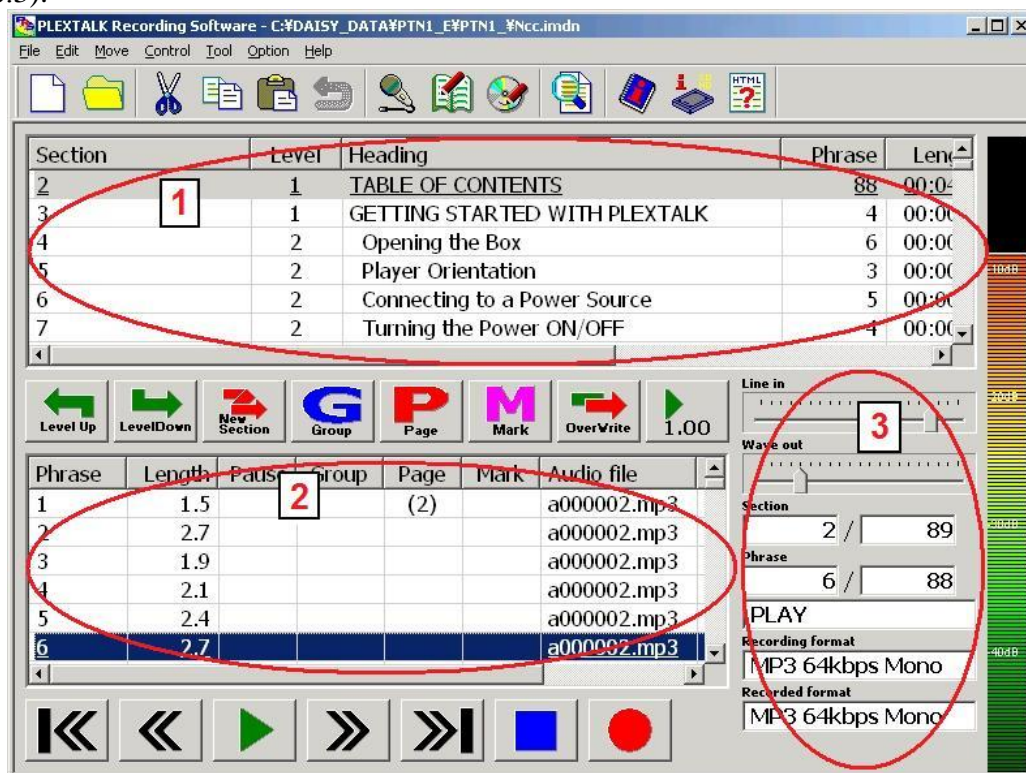 PLEXTALK Recording Software - C:¥DAISY_DATA¥PTN1_E¥PTN1_¥Ncc.imdn
File Edit Move Control Tool Option Help
HTML
?
Section Level Heading Phrase
2 1 TABLE OF CONTENTS 88 00:04
3 1 GETTING STARTED WITH PLEXTALK 4 00:00
4 2 Opening the Box 6 00:00
5 2 Player Orientation 3 00:00
6 2 Connecting to a Power Source 5 00:00
7 2 Turning the Power ON/OFF 4 00:00
1
Level Up LevelDown New Section G Group P Page M Mark OverWrite 1.00
Phrase Length Pause Group Page Mark Audio file
1 1.5 (2) a000002.mp3
2 2.7 a000002.mp3
3 1.9 a000002.mp3
4 2.1 a000002.mp3
5 2.4 a000002.mp3
6 2.7 a000002.mp3
2
Line in
3
Wave out
Section
2 / 89
Phrase
6 / 88
PLAY
Recording format
MP3 64kbps Mono
Recorded format
MP3 64kbps Mono
-10dB
-40dB